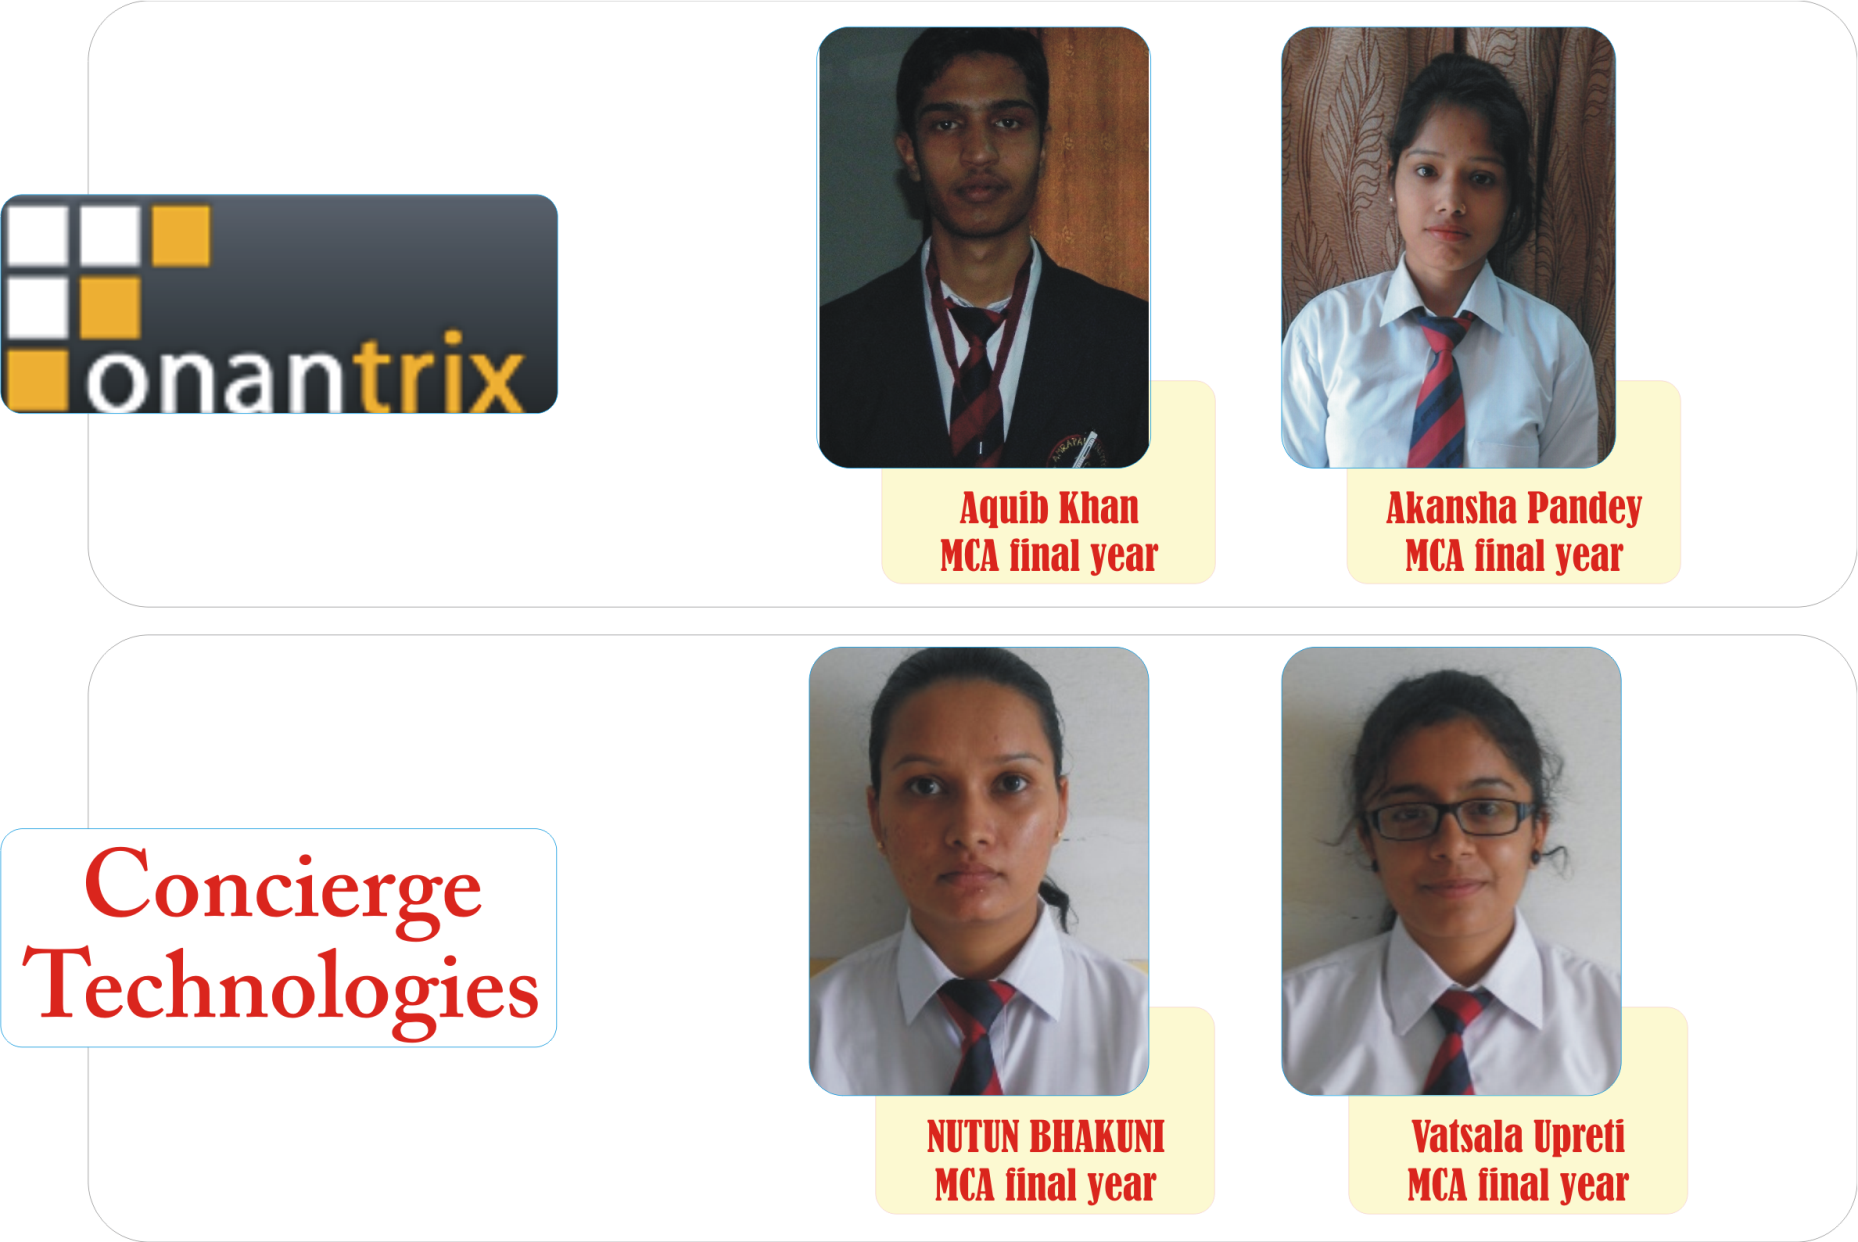 onantrix
Aquib Khan
MCA final year
Akansha Pandey
MCA final year
Concierge
Technologies
NUTUN BHAKUNI
MCA final year
Vatsala Upreti
MCA final year